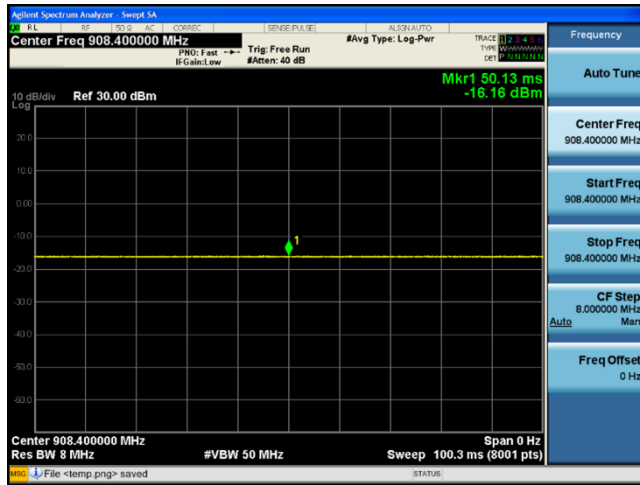 Agilent Spectrum Analyzer - Swept SA
RL RF 50 Ω AC CORREC SENSE:PULSE ALIGN AUTO
Center Freq 908.400000 MHz
PNO: Fast
IFGain:Low
Trig: Free Run
#Atten: 40 dB
#Avg Type: Log-Pwr
TRACE 1 2 3 4 5 6
TYPE
DET P N N N N N
Mkr1 50.13 ms
-16.16 dBm
10 dB/div Ref 30.00 dBm
Log
20.0
10.0
0.00
-10.0
-20.0
-30.0
-40.0
-50.0
-60.0
1
Center 908.400000 MHz Span 0 Hz
Res BW 8 MHz #VBW 50 MHz Sweep 100.3 ms (8001 pts)
MSG File <temp.png> saved STATUS
Frequency
Auto Tune
Center Freq
908.400000 MHz
Start Freq
908.400000 MHz
Stop Freq
908.400000 MHz
CF Step
8.000000 MHz
Auto Man
Freq Offset
0 Hz